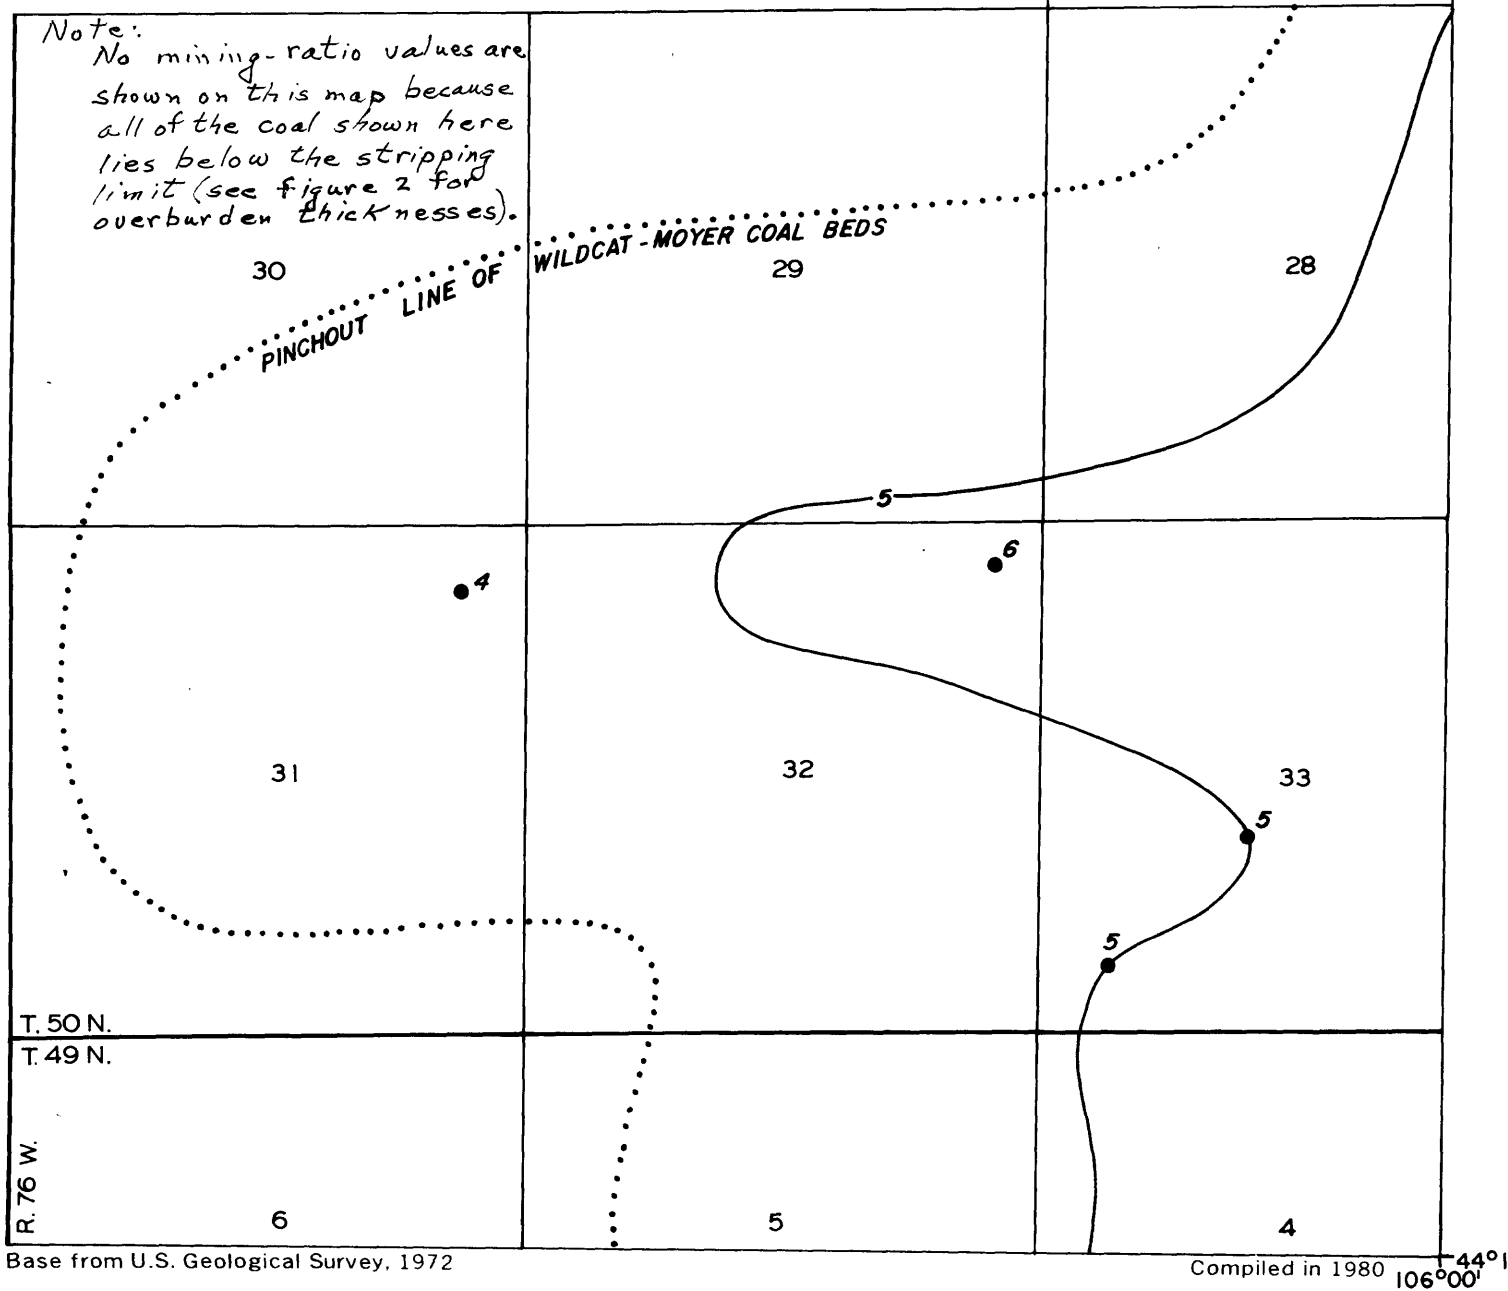 Note:
No mining-ratio values are
shown on this map because
all of the coal shown here
lies below the stripping
limit (see figure 2 for
overburden thicknesses).
PINCHOUT LINE OF WILDCAT-MOYER COAL BEDS
30
29
28
5
4
6
31
32
33
5
5
T. 50 N.
T. 49 N.
R. 76 W.
6
5
4
Base from U.S. Geological Survey, 1972
Compiled in 1980
44°1
106°00'